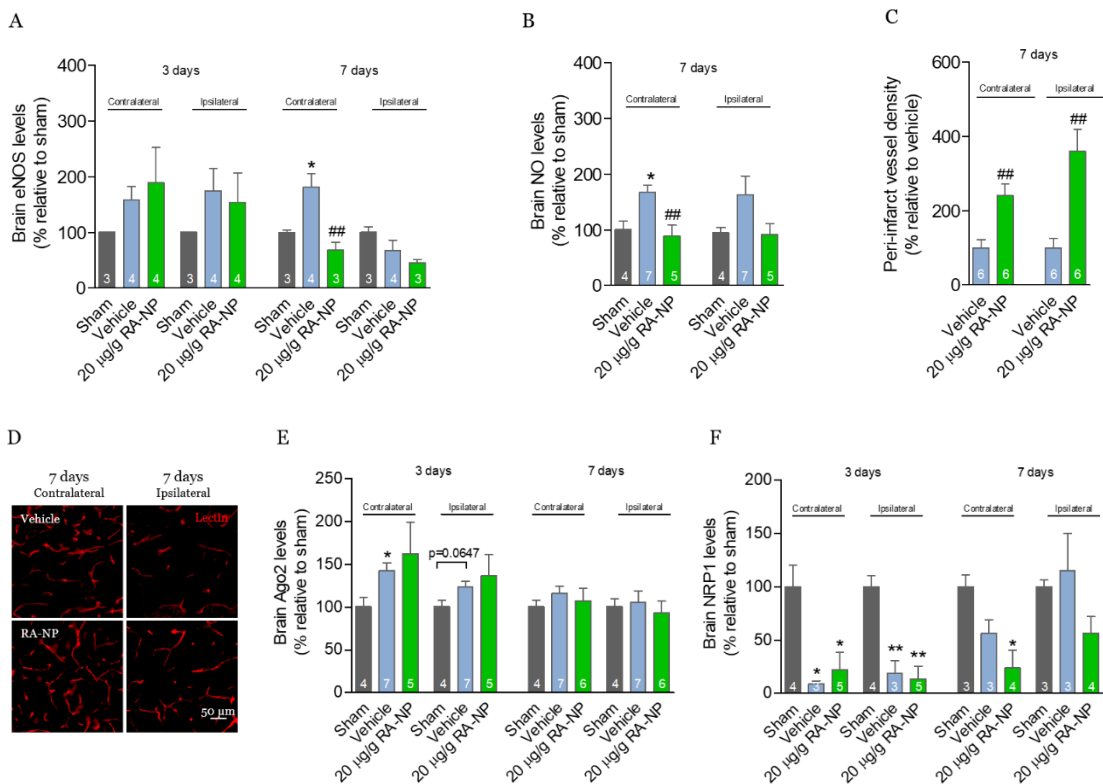 A
3 days
7 days
Contralateral
Ipsilateral
Contralateral
Ipsilateral
Brain eNOS levels
(% relative to sham)
400
300
200
100
0
*
##
3
4
4
3
4
4
3
4
3
3
4
3
Sham
Vehicle
20 µg/g RA-NP
Sham
Vehicle
20 µg/g RA-NP
Sham
Vehicle
20 µg/g RA-NP
Sham
Vehicle
20 µg/g RA-NP
B
7 days
Contralateral
Ipsilateral
Brain NO levels
(% relative to sham)
400
300
200
100
0
*
##
4
7
5
4
7
5
Sham
Vehicle
20 µg/g RA-NP
Sham
Vehicle
20 µg/g RA-NP
C
7 days
Contralateral
Ipsilateral
Peri-infarct vessel density
(% relative to vehicle)
600
400
200
0
##
##
6
6
6
6
Vehicle
20 µg/g RA-NP
Vehicle
20 µg/g RA-NP
D
7 days
Contralateral
7 days
Ipsilateral
Vehicle
Lectin
RA-NP
50 µm
E
3 days
7 days
Contralateral
Ipsilateral
Contralateral
Ipsilateral
Brain Ago2 levels
(% relative to sham)
250
200
150
100
50
0
*
p=0.0647
4
7
5
4
7
5
4
7
6
4
7
6
Sham
Vehicle
20 µg/g RA-NP
Sham
Vehicle
20 µg/g RA-NP
Sham
Vehicle
20 µg/g RA-NP
Sham
Vehicle
20 µg/g RA-NP
F
3 days
7 days
Contralateral
Ipsilateral
Contralateral
Ipsilateral
Brain NRP1 levels
(% relative to sham)
200
150
100
50
0
*
*
**
**
*
4
3
5
4
3
5
3
3
4
3
3
4
Sham
Vehicle
20 µg/g RA-NP
Sham
Vehicle
20 µg/g RA-NP
Sham
Vehicle
20 µg/g RA-NP
Sham
Vehicle
20 µg/g RA-NP